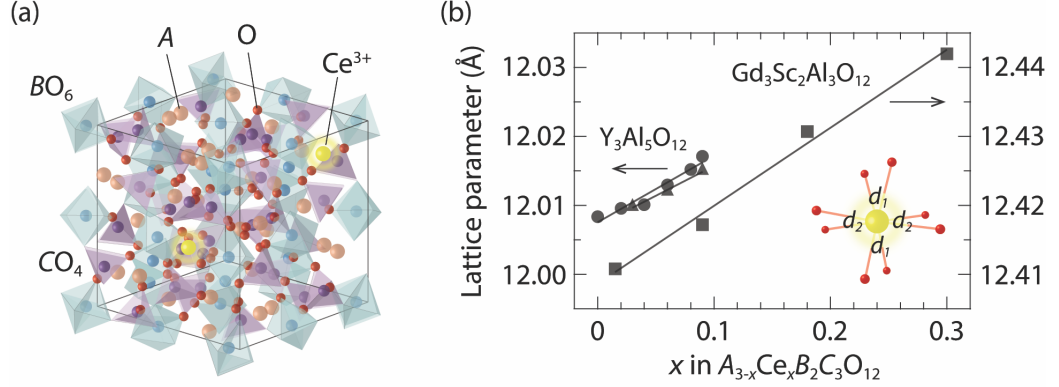 (a)
A
O
Ce³⁺
BO₆
CO₄
(b)
Lattice parameter (Å)
12.03
12.02
12.01
12.00
Gd₃Sc₂Al₃O₁₂
Y₃Al₅O₁₂
d₁
d₂ d₂
d₁
12.44
12.43
12.42
12.41
0 0.1 0.2 0.3
x in A₃₋ₓCeₓB₂C₃O₁₂